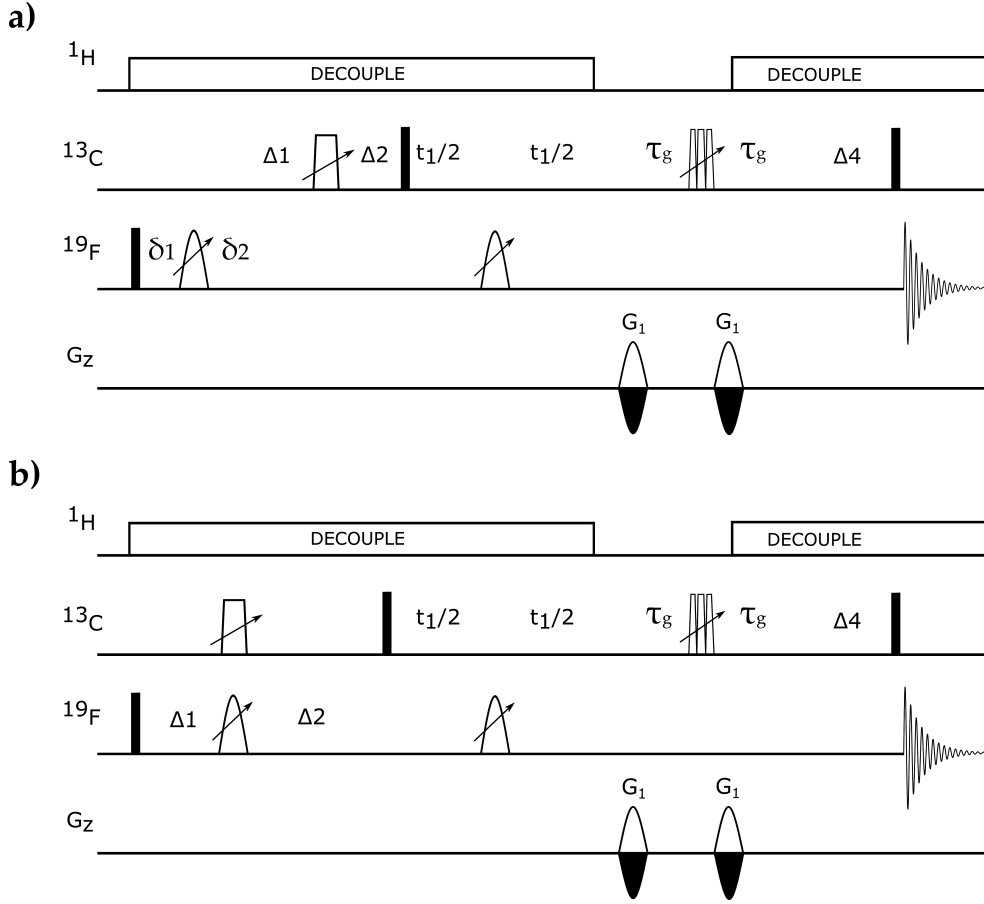 a)
¹H DECOUPLE DECOUPLE
¹³C Δ1 Δ2 t₁/2 t₁/2 τg τg Δ4
¹⁹F δ1 δ2
G₁ G₁
Gz
b)
¹H DECOUPLE DECOUPLE
¹³C t₁/2 t₁/2 τg τg Δ4
¹⁹F Δ1 Δ2
G₁ G₁
Gz